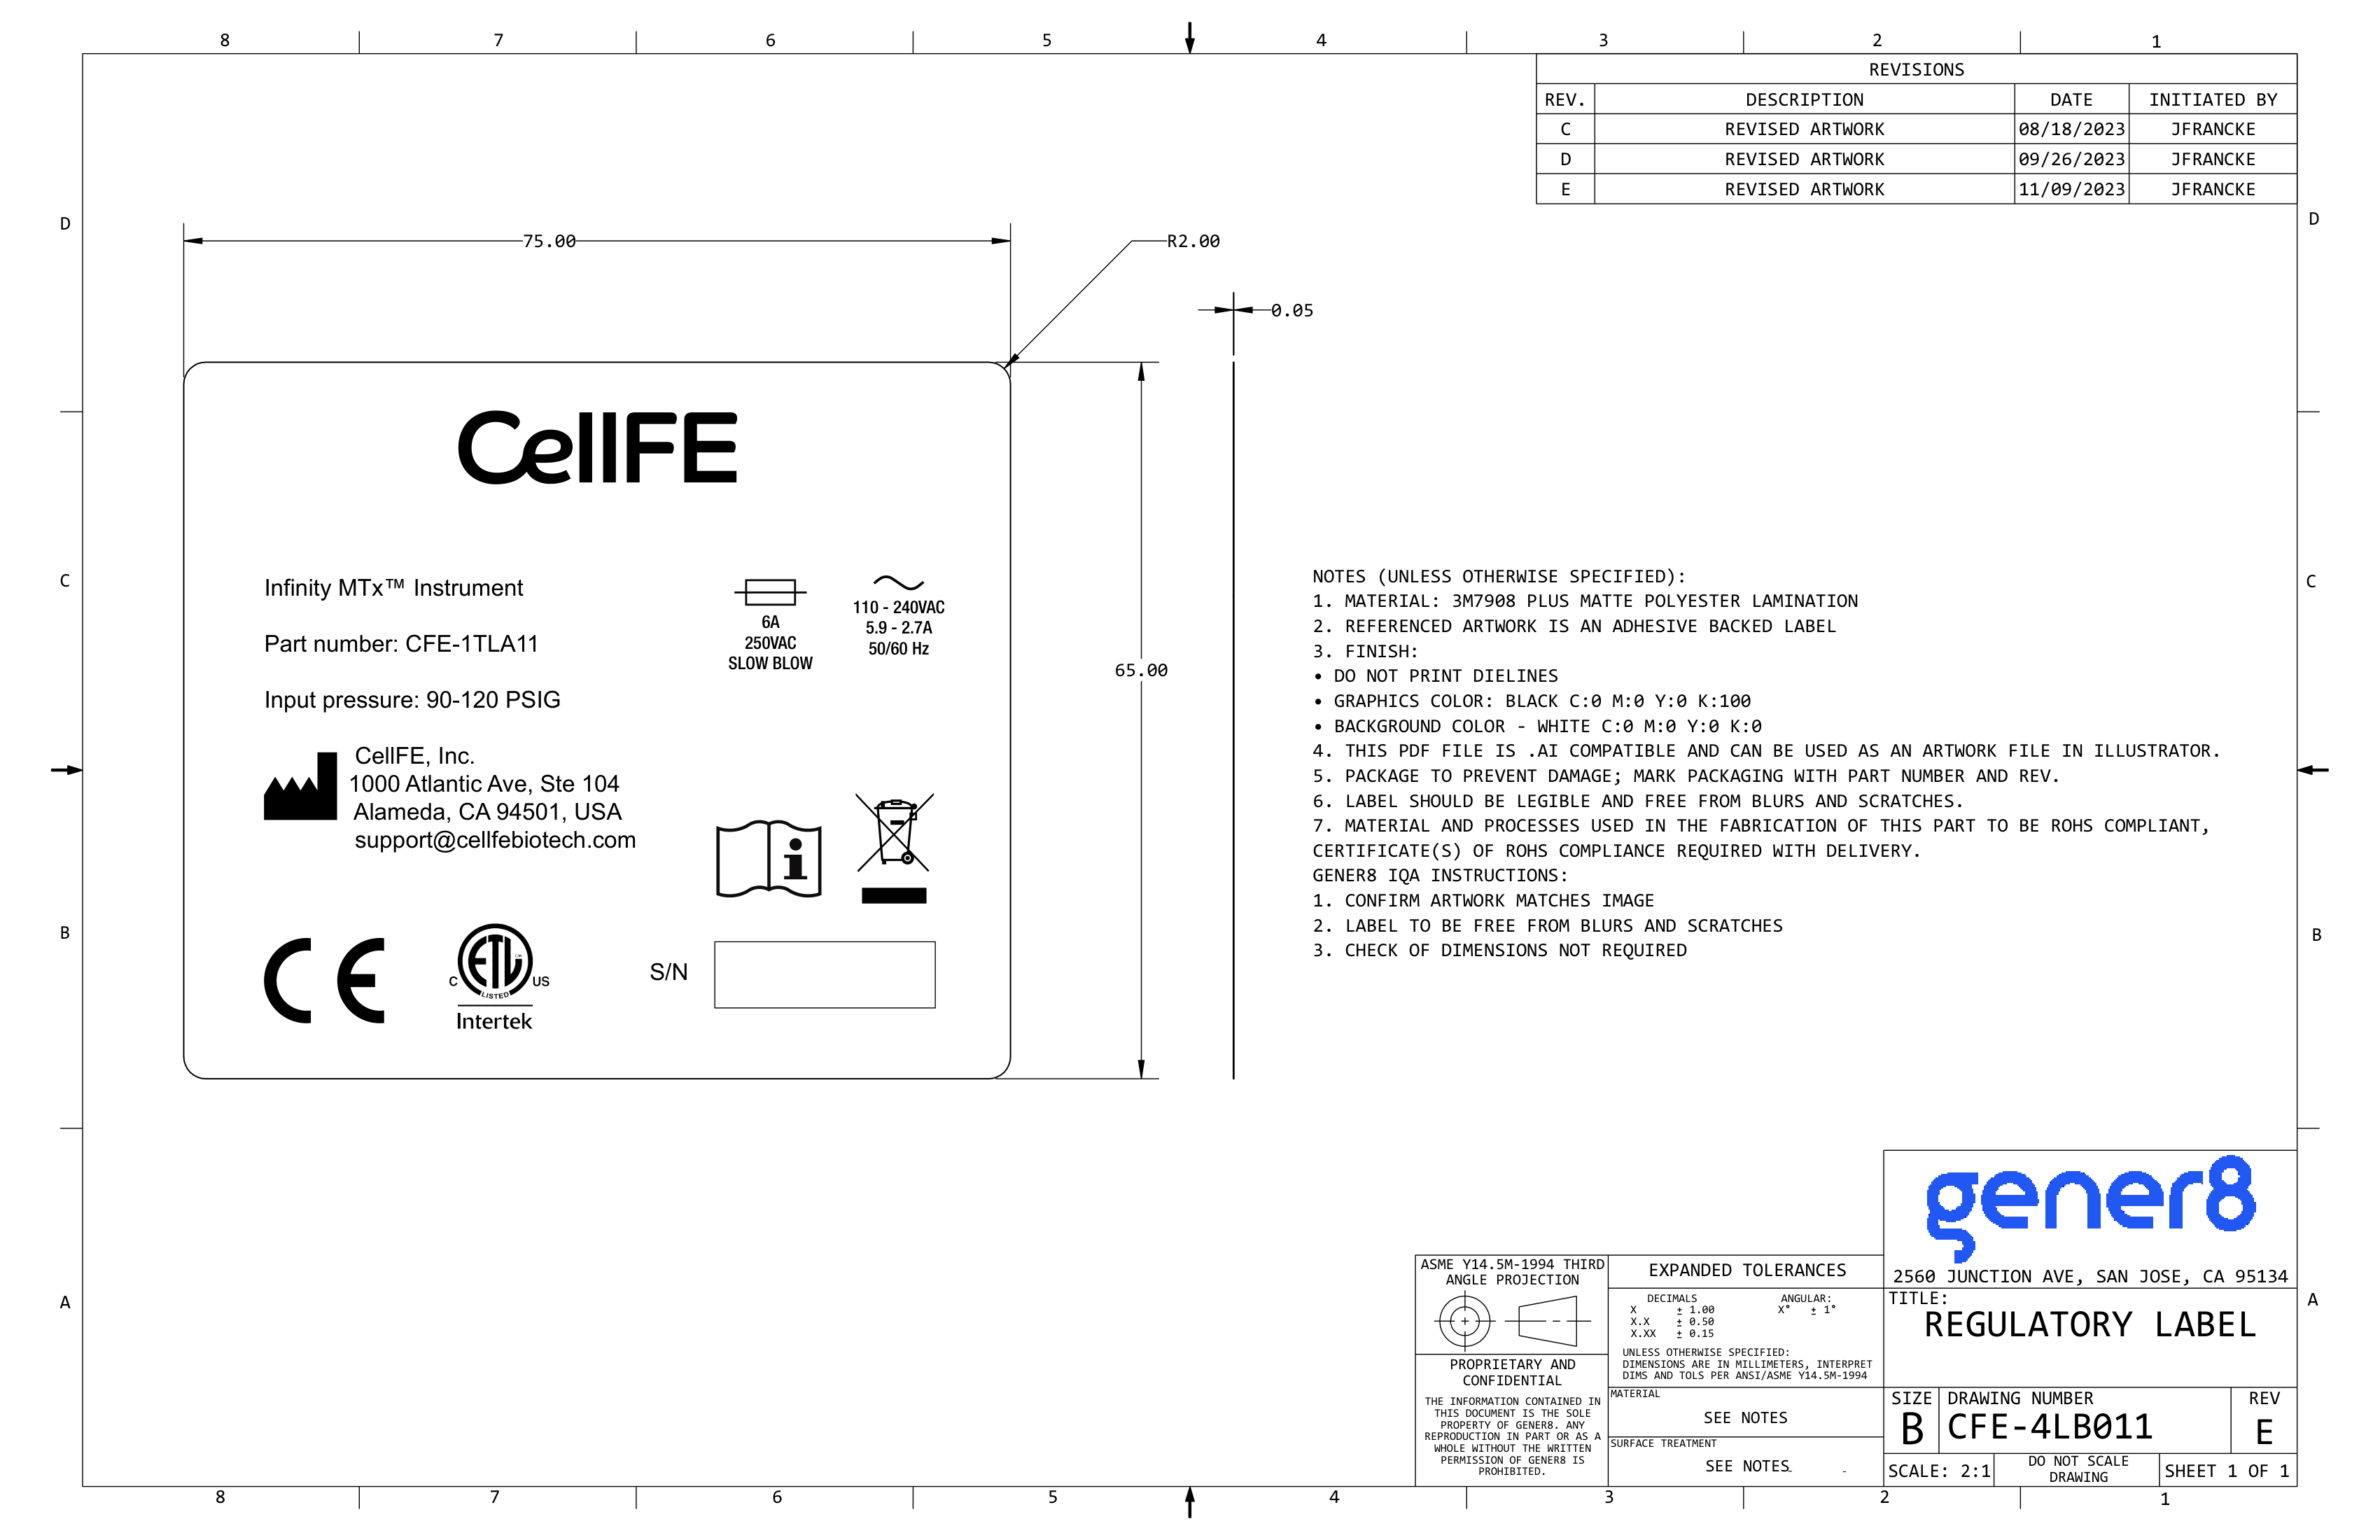 8 7 6 5 4 3 2 1
REVISIONS
REV. DESCRIPTION DATE INITIATED BY
C REVISED ARTWORK 08/18/2023 JFRANCKE
D REVISED ARTWORK 09/26/2023 JFRANCKE
E REVISED ARTWORK 11/09/2023 JFRANCKE
D D
75.00
R2.00
0.05
65.00
CellFE
Infinity MTx™ Instrument
Part number: CFE-1TLA11
Input pressure: 90-120 PSIG
6A
250VAC
SLOW BLOW
110 - 240VAC
5.9 - 2.7A
50/60 Hz
CellFE, Inc.
1000 Atlantic Ave, Ste 104
Alameda, CA 94501, USA
support@cellfebiotech.com
CE
ETL
CM
LISTED
C US
Intertek
S/N
C C
NOTES (UNLESS OTHERWISE SPECIFIED):
1. MATERIAL: 3M7908 PLUS MATTE POLYESTER LAMINATION
2. REFERENCED ARTWORK IS AN ADHESIVE BACKED LABEL
3. FINISH:
• DO NOT PRINT DIELINES
• GRAPHICS COLOR: BLACK C:0 M:0 Y:0 K:100
• BACKGROUND COLOR - WHITE C:0 M:0 Y:0 K:0
4. THIS PDF FILE IS .AI COMPATIBLE AND CAN BE USED AS AN ARTWORK FILE IN ILLUSTRATOR.
5. PACKAGE TO PREVENT DAMAGE; MARK PACKAGING WITH PART NUMBER AND REV.
6. LABEL SHOULD BE LEGIBLE AND FREE FROM BLURS AND SCRATCHES.
7. MATERIAL AND PROCESSES USED IN THE FABRICATION OF THIS PART TO BE ROHS COMPLIANT,
CERTIFICATE(S) OF ROHS COMPLIANCE REQUIRED WITH DELIVERY.
GENER8 IQA INSTRUCTIONS:
1. CONFIRM ARTWORK MATCHES IMAGE
2. LABEL TO BE FREE FROM BLURS AND SCRATCHES
3. CHECK OF DIMENSIONS NOT REQUIRED
B B
A A
ASME Y14.5M-1994 THIRD
ANGLE PROJECTION
PROPRIETARY AND
CONFIDENTIAL
THE INFORMATION CONTAINED IN
THIS DOCUMENT IS THE SOLE
PROPERTY OF GENER8. ANY
REPRODUCTION IN PART OR AS A
WHOLE WITHOUT THE WRITTEN
PERMISSION OF GENER8 IS
PROHIBITED.
EXPANDED TOLERANCES
DECIMALS ANGULAR:
X ± 1.00 X° ± 1°
X.X ± 0.50
X.XX ± 0.15
UNLESS OTHERWISE SPECIFIED:
DIMENSIONS ARE IN MILLIMETERS, INTERPRET
DIMS AND TOLS PER ANSI/ASME Y14.5M-1994
MATERIAL
SEE NOTES
SURFACE TREATMENT
SEE NOTES
gener8
2560 JUNCTION AVE, SAN JOSE, CA 95134
TITLE:
REGULATORY LABEL
SIZE DRAWING NUMBER REV
B CFE-4LB011 E
SCALE: 2:1 DO NOT SCALE
DRAWING SHEET 1 OF 1
8 7 6 5 4 3 2 1